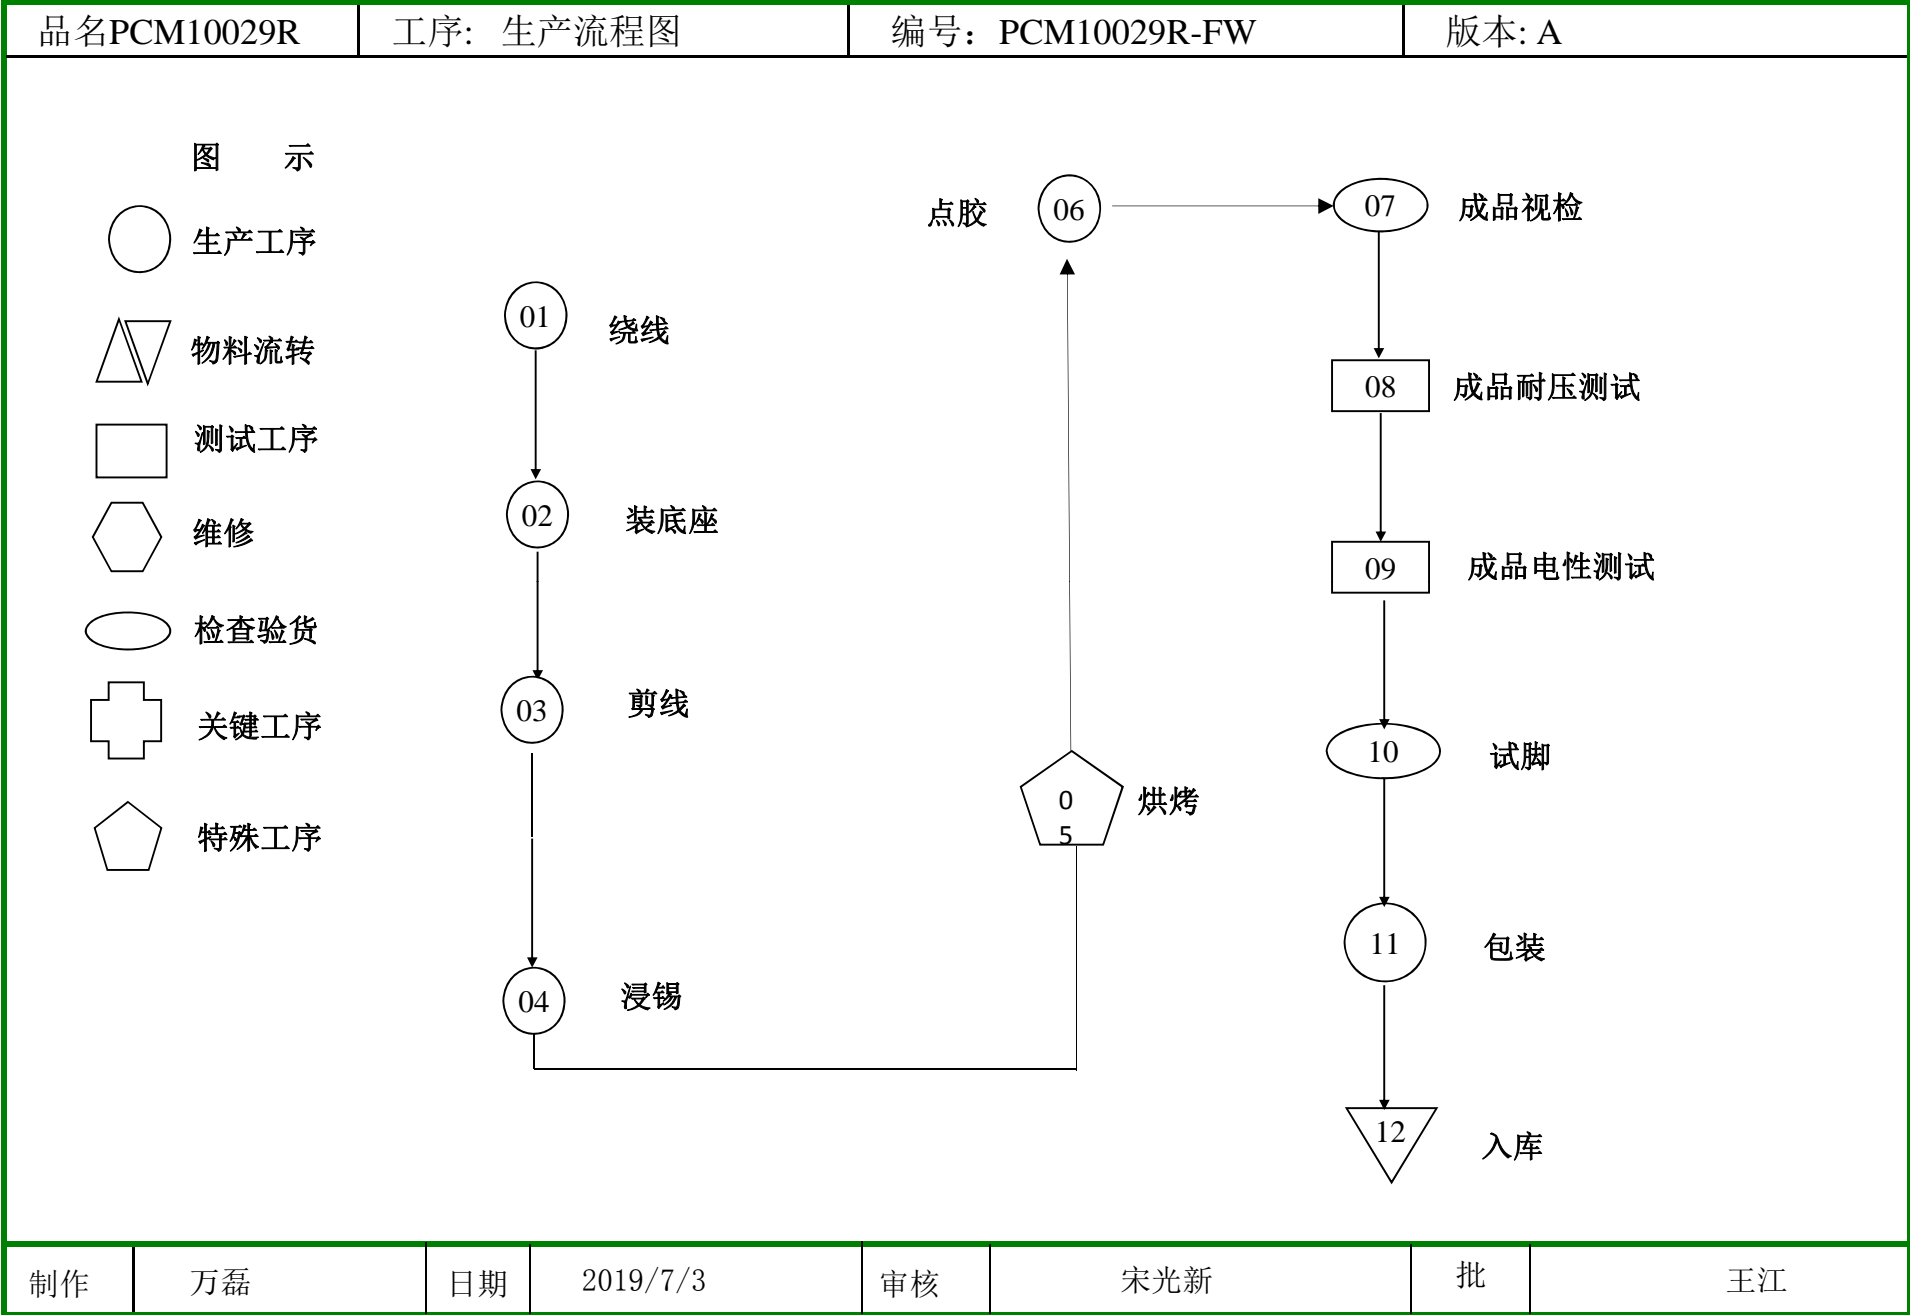 品名PCM10029R 工序: 生产流程图 编号：PCM10029R-FW 版本: A
图 示
生产工序
物料流转
测试工序
维修
检查验货
关键工序
特殊工序
01 绕线
02 装底座
03 剪线
04 浸锡
0
5
烘烤
点胶 06
07 成品视检
08 成品耐压测试
09 成品电性测试
10 试脚
11 包装
12 入库
制作 万磊 日期 2019/7/3 审核 宋光新 批 王江